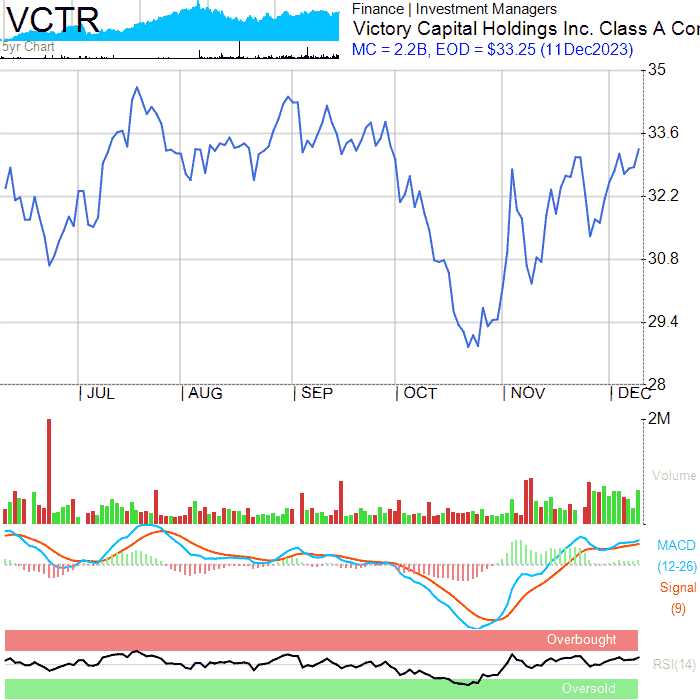 VCTR
5yr Chart
Finance | Investment Managers
Victory Capital Holdings Inc. Class A Cor
MC = 2.2B, EOD = $33.25 (11Dec2023)
35
33.6
32.2
30.8
29.4
28
JUL
AUG
SEP
OCT
NOV
DEC
2M
Volume
MACD
(12-26)
Signal
(9)
Overbought
RSI(14)
Oversold